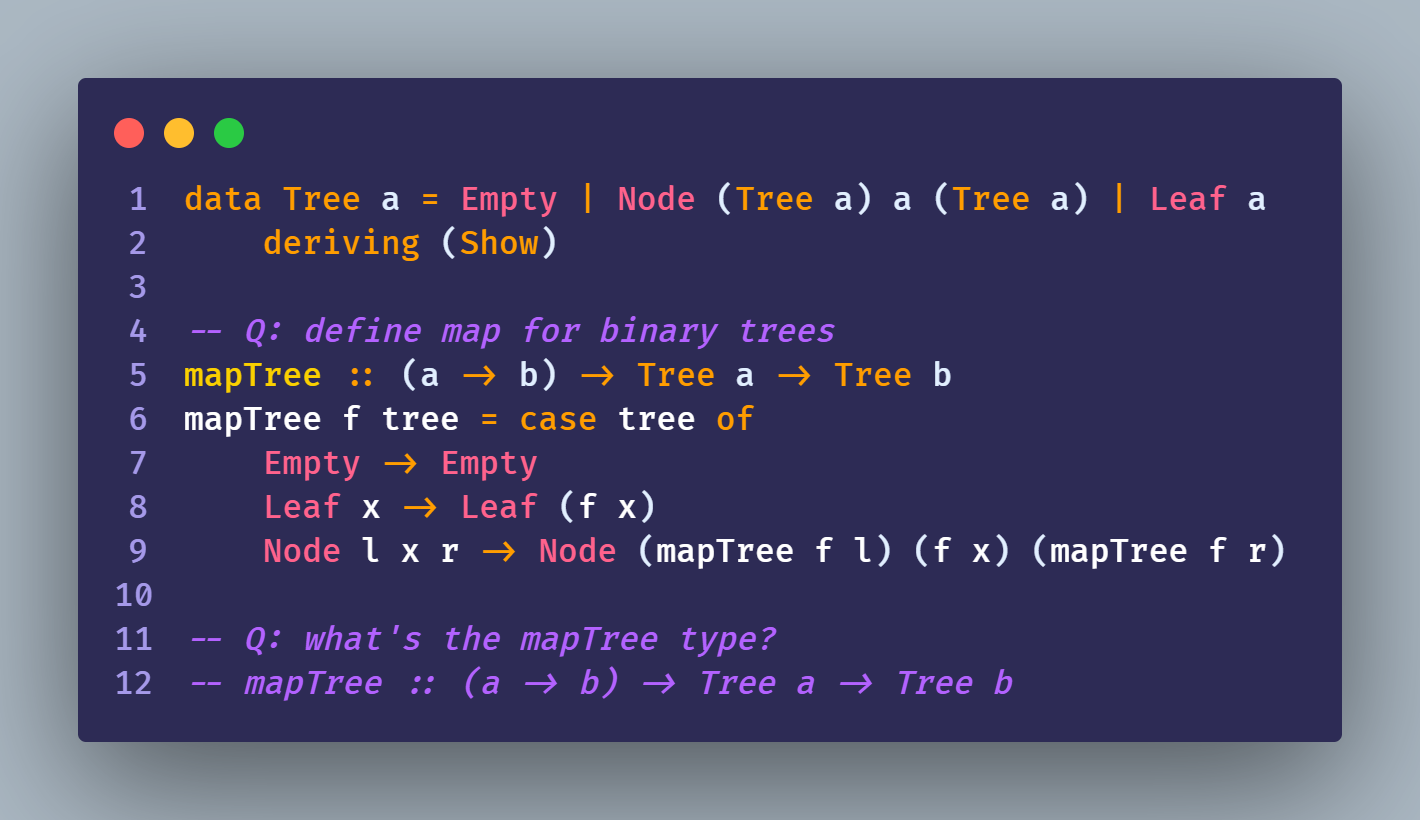 1 data Tree a = Empty | Node (Tree a) a (Tree a) | Leaf a
2     deriving (Show)
3
4 -- Q: define map for binary trees
5 mapTree :: (a -> b) -> Tree a -> Tree b
6 mapTree f tree = case tree of
7     Empty -> Empty
8     Leaf x -> Leaf (f x)
9     Node l x r -> Node (mapTree f l) (f x) (mapTree f r)
10
11 -- Q: what's the mapTree type?
12 -- mapTree :: (a -> b) -> Tree a -> Tree b